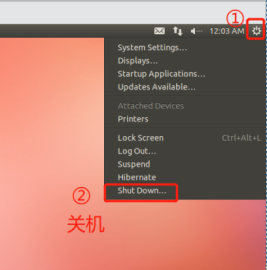 ①
12:03 AM
System Settings...
Displays...
Startup Applications...
Updates Available...
Attached Devices
Printers
Lock Screen Ctrl+Alt+L
Log Out...
Suspend
Hibernate
Shut Down...
②
关机